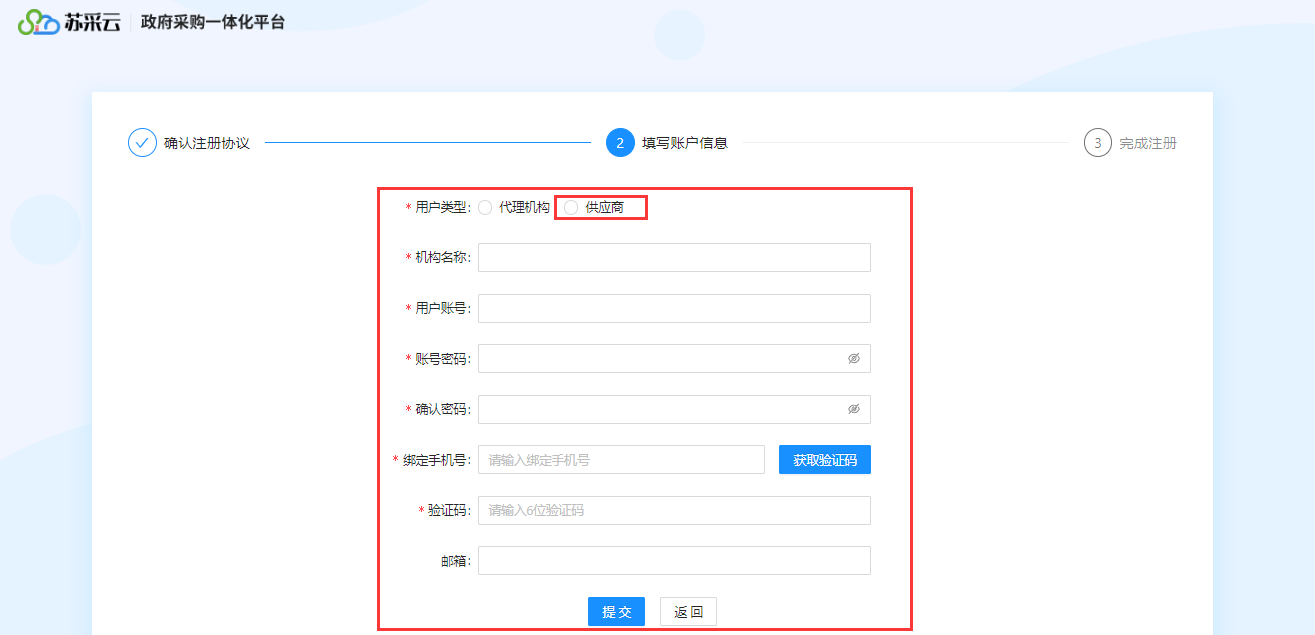 苏采云 政府采购一体化平台
确认注册协议 2 填写账户信息 3 完成注册
* 用户类型: 代理机构 供应商
* 机构名称:
* 用户账号:
* 账号密码:
* 确认密码:
* 绑定手机号: 请输入绑定手机号 获取验证码
* 验证码: 请输入6位验证码
邮箱:
提 交 返 回